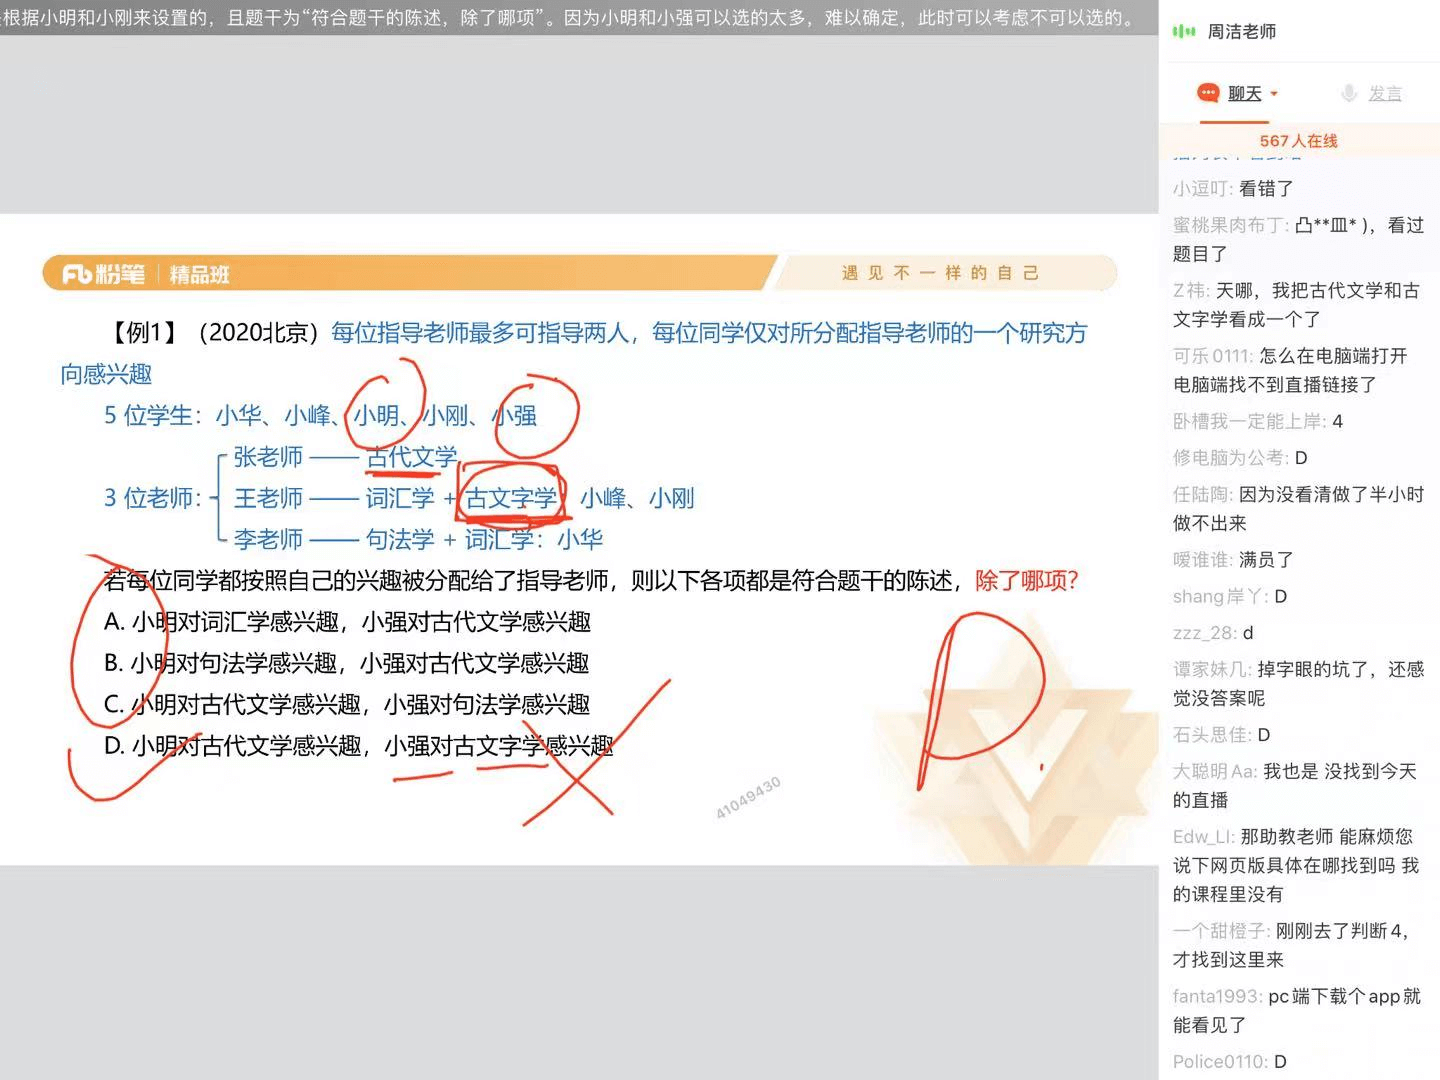 根据小明和小刚来设置的，且题干为“符合题干的陈述，除了哪项”。因为小明和小强可以选的太多，难以确定，此时可以考虑不可以选的。
周洁老师
聊天
发言
567人在线
小逗叮: 看错了
蜜桃果肉布丁: 凸**皿* )，看过
题目了
Z祎: 天哪，我把古代文学和古
文字学看成一个了
可乐0111: 怎么在电脑端打开
电脑端找不到直播链接了
卧槽我一定能上岸: 4
修电脑为公考: D
任陆陶: 因为没看清做了半小时
做不出来
嗳谁谁: 满员了
shang岸丫: D
zzz_28: d
谭家妹几: 掉字眼的坑了，还感
觉没答案呢
石头思佳: D
大聪明Aa: 我也是 没找到今天
的直播
Edw_LI: 那助教老师 能麻烦您
说下网页版具体在哪找到吗 我
的课程里没有
一个甜橙子: 刚刚去了判断4，
才找到这里来
fanta1993: pc端下载个app就
能看见了
Police0110: D
Fb粉笔 精品班
遇见不一样的自己
【例1】（2020北京）每位指导老师最多可指导两人，每位同学仅对所分配指导老师的一个研究方
向感兴趣
5 位学生：小华、小峰、小明、小刚、小强
张老师 —— 古代文学
3 位老师： 王老师 —— 词汇学 + 古文字学：小峰、小刚
李老师 —— 句法学 + 词汇学：小华
若每位同学都按照自己的兴趣被分配给了指导老师，则以下各项都是符合题干的陈述，除了哪项？
A. 小明对词汇学感兴趣，小强对古代文学感兴趣
B. 小明对句法学感兴趣，小强对古代文学感兴趣
C. 小明对古代文学感兴趣，小强对句法学感兴趣
D. 小明对古代文学感兴趣，小强对古文字学感兴趣
D
41049430